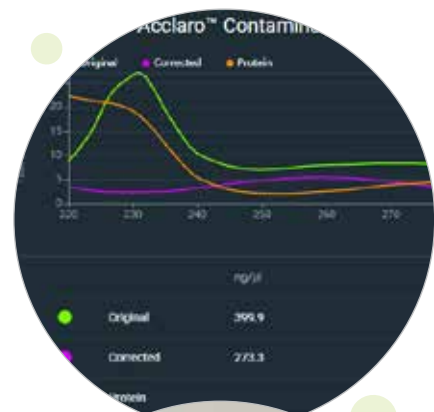 Acclaro™ Contamin
Original Corrected Protein
20
15
10
5
0
220 230 240 250 260 270
ng/µl
Original 399.9
Corrected 273.3
Protein